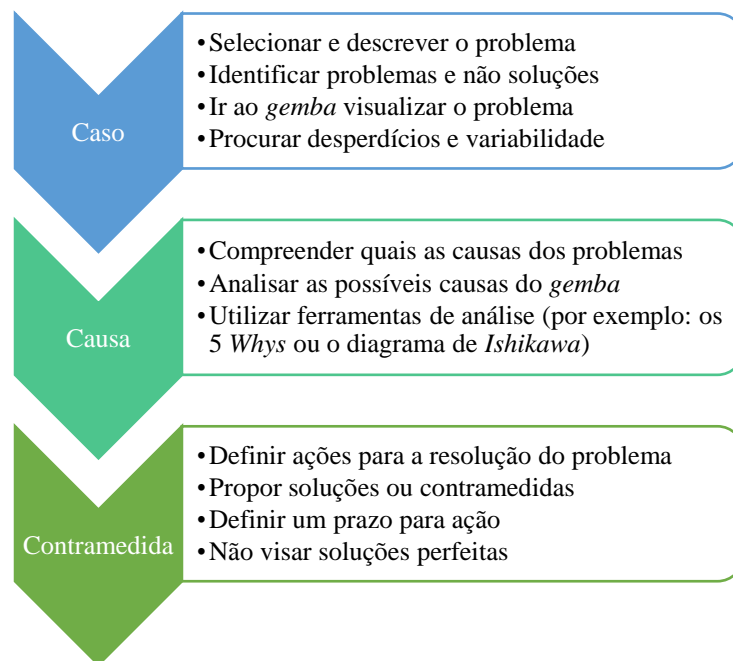 Caso
•Selecionar e descrever o problema
•Identificar problemas e não soluções
•Ir ao gemba visualizar o problema
•Procurar desperdícios e variabilidade
Causa
•Compreender quais as causas dos problemas
•Analisar as possíveis causas do gemba
•Utilizar ferramentas de análise (por exemplo: os
5 Whys ou o diagrama de Ishikawa)
Contramedida
•Definir ações para a resolução do problema
•Propor soluções ou contramedidas
•Definir um prazo para ação
•Não visar soluções perfeitas